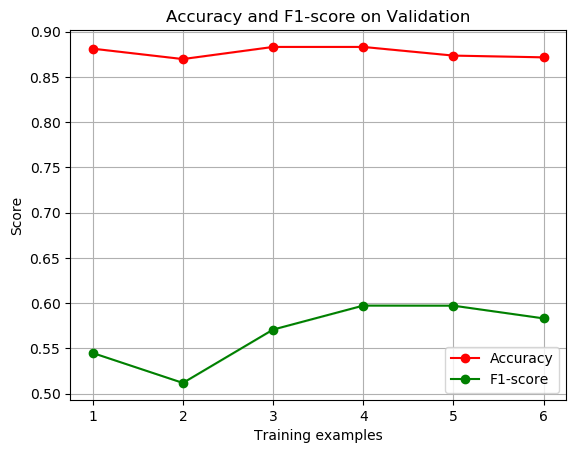 Accuracy and F1-score on Validation
0.90
0.85
0.80
0.75
0.70
0.65
0.60
0.55
0.50
Score
1 2 3 4 5 6
Training examples
Accuracy
F1-score